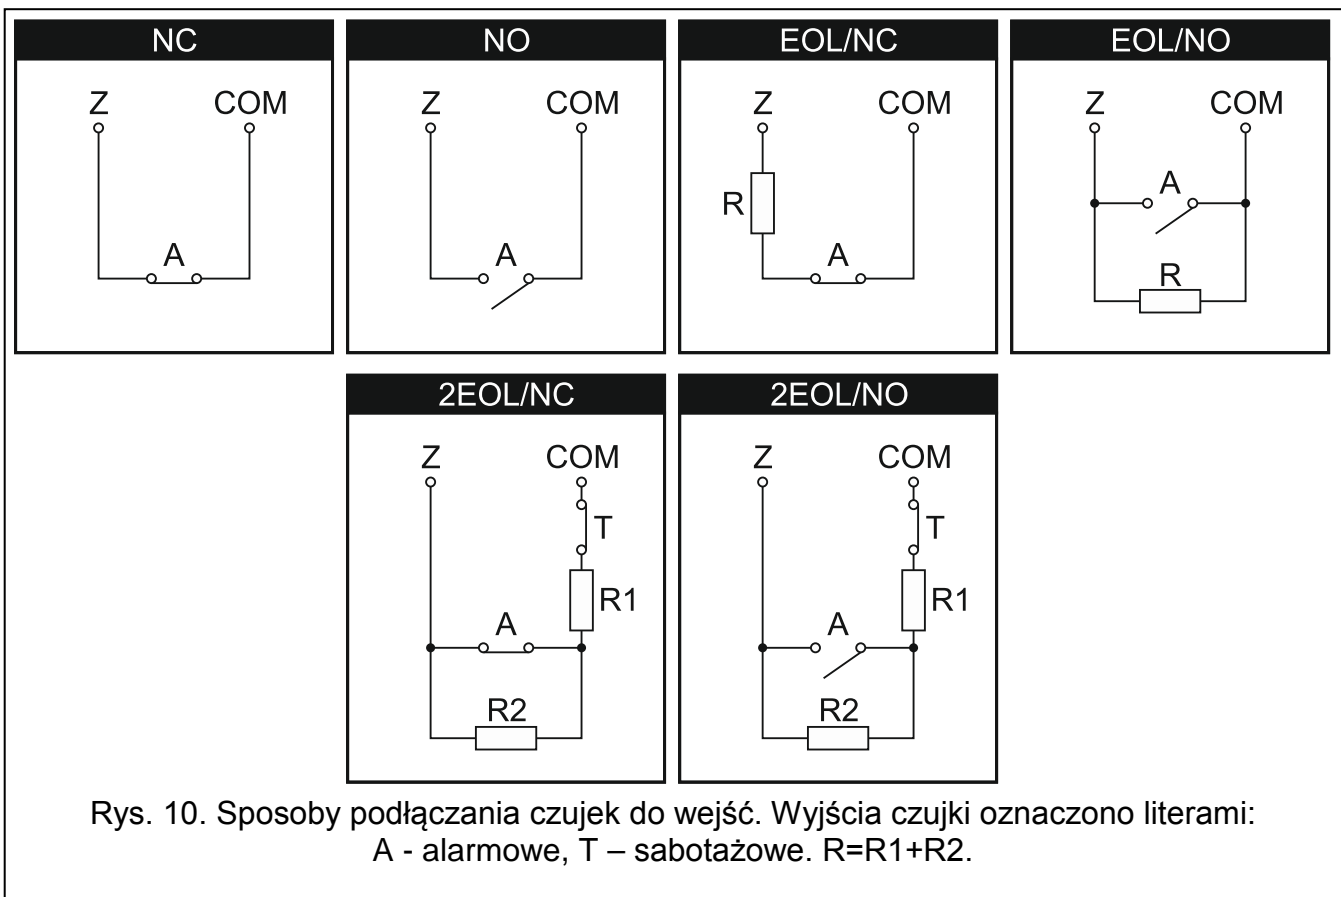 NC
Z COM
A
NO
Z COM
A
EOL/NC
Z COM
R
A
EOL/NO
Z COM
A
R
2EOL/NC
Z COM
T
R1
A
R2
2EOL/NO
Z COM
T
R1
A
R2
Rys. 10. Sposoby podłączania czujek do wejść. Wyjścia czujki oznaczono literami:
A - alarmowe, T – sabotażowe. R=R1+R2.